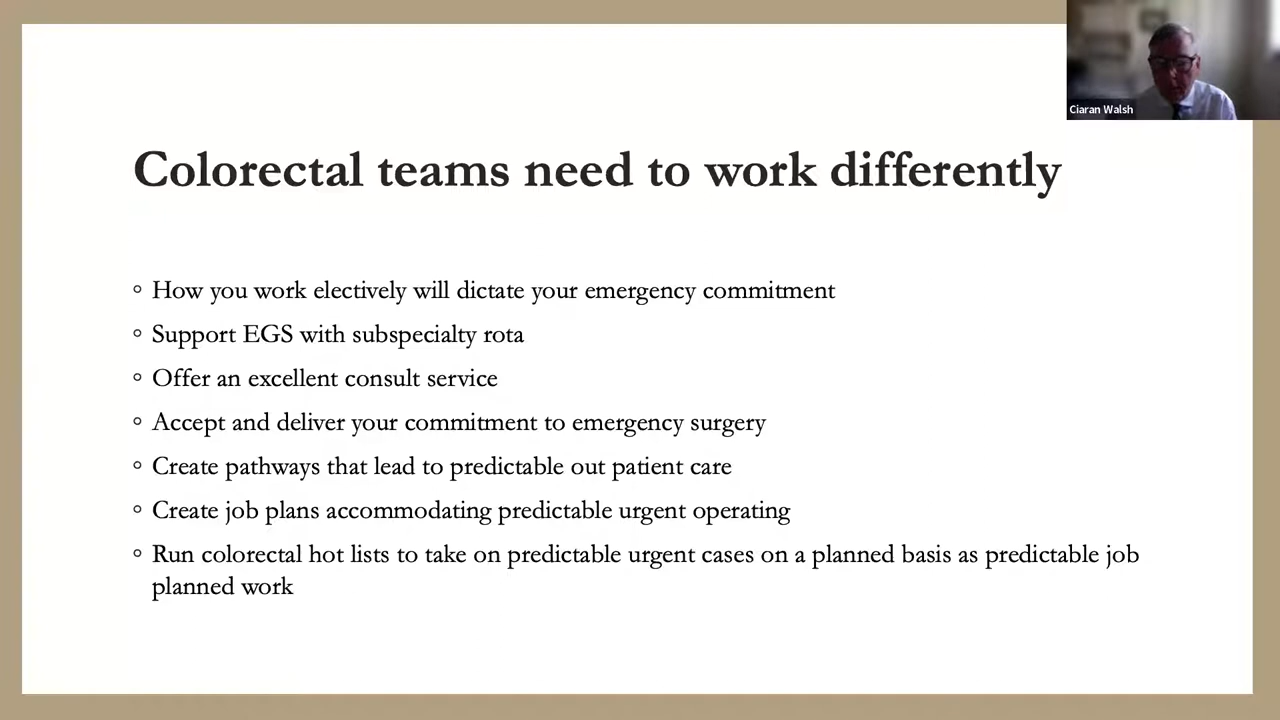 Ciaran Walsh
Colorectal teams need to work differently
How you work electively will dictate your emergency commitment
Support EGS with subspecialty rota
Offer an excellent consult service
Accept and deliver your commitment to emergency surgery
Create pathways that lead to predictable out patient care
Create job plans accommodating predictable urgent operating
Run colorectal hot lists to take on predictable urgent cases on a planned basis as predictable job
planned work